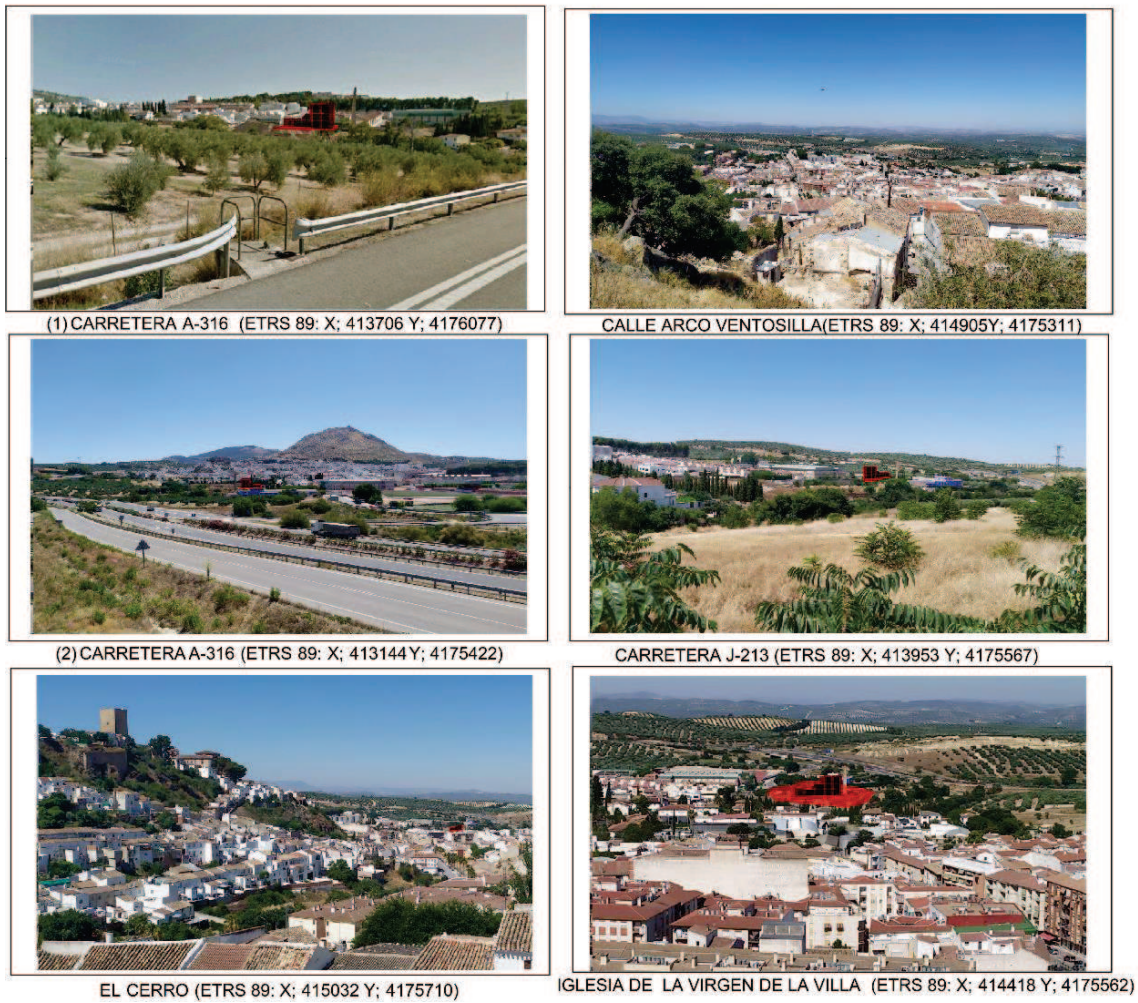 (1) CARRETERA A-316 (ETRS 89: X; 413706 Y; 4176077)
CALLE ARCO VENTOSILLA(ETRS 89: X; 414905Y; 4175311)
(2) CARRETERA A-316 (ETRS 89: X; 413144 Y; 4175422)
CARRETERA J-213 (ETRS 89: X; 413953 Y; 4175567)
EL CERRO (ETRS 89: X; 415032 Y; 4175710)
IGLESIA DE LA VIRGEN DE LA VILLA (ETRS 89: X; 414418 Y; 4175562)